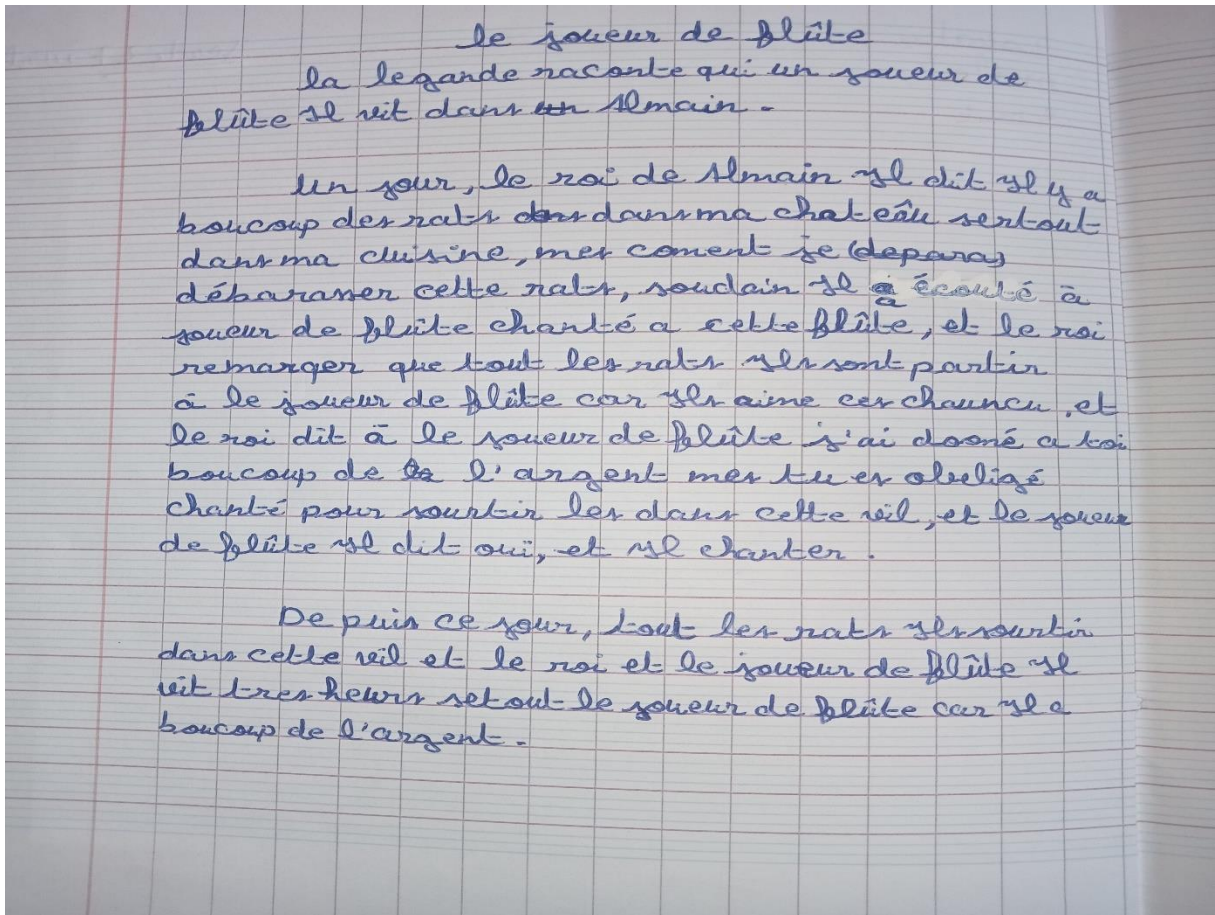 le joueur de flûte
la legande raconte qui un joueur de
flûte il vit dans un Almain.
un jour, le roi de Almain il dit il y a
boucoup des rats dans ma chateâu sertout
dans ma cuisine, mes coment je (depara)
débarasser cette rats, soudain il a écouté à
joueur de flûte chanté a cette flûte, et le roi
remarger que tout les rats ils sont partir
à le joueur de flûte car ils aime ces chauncu, et
le roi dit à le joueur de flûte j'ai dooné a toi
boucoup de l'argent mes tu es obeligé
chanté pour sourtir les dans cette vil, et le joueur
de flûte il dit oui, et il chanter.
De puis ce jour, tout les rats ils sourtir
dans cette vil et le roi et le joueur de flûte il
vit tres heurs setout le joueur de flûte car il a
boucoup de l'argent.